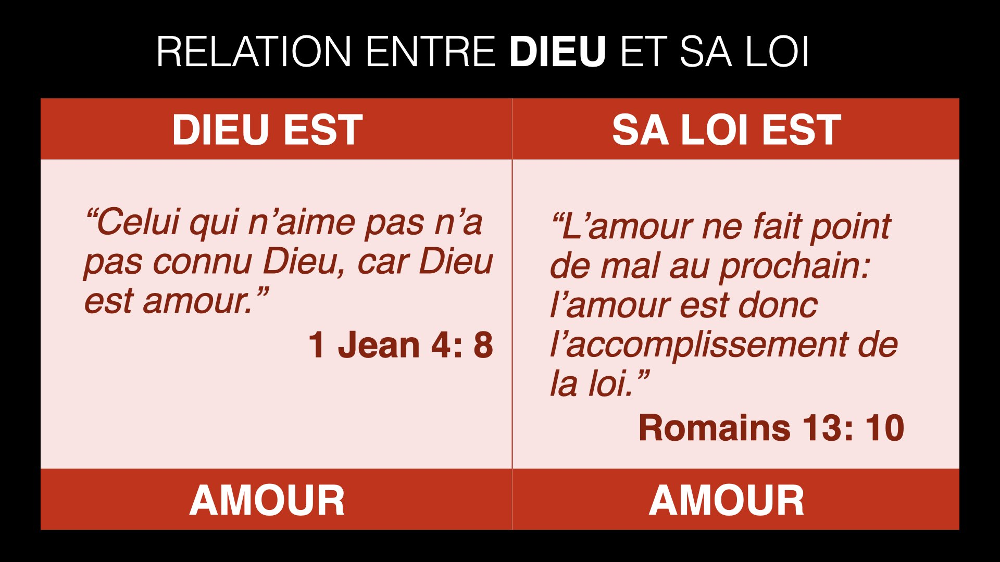 RELATION ENTRE DIEU ET SA LOI
DIEU EST
SA LOI EST
“Celui qui n’aime pas n’a
pas connu Dieu, car Dieu
est amour.”
1 Jean 4: 8
“L’amour ne fait point
de mal au prochain:
l’amour est donc
l’accomplissement de
la loi.”
Romains 13: 10
AMOUR
AMOUR